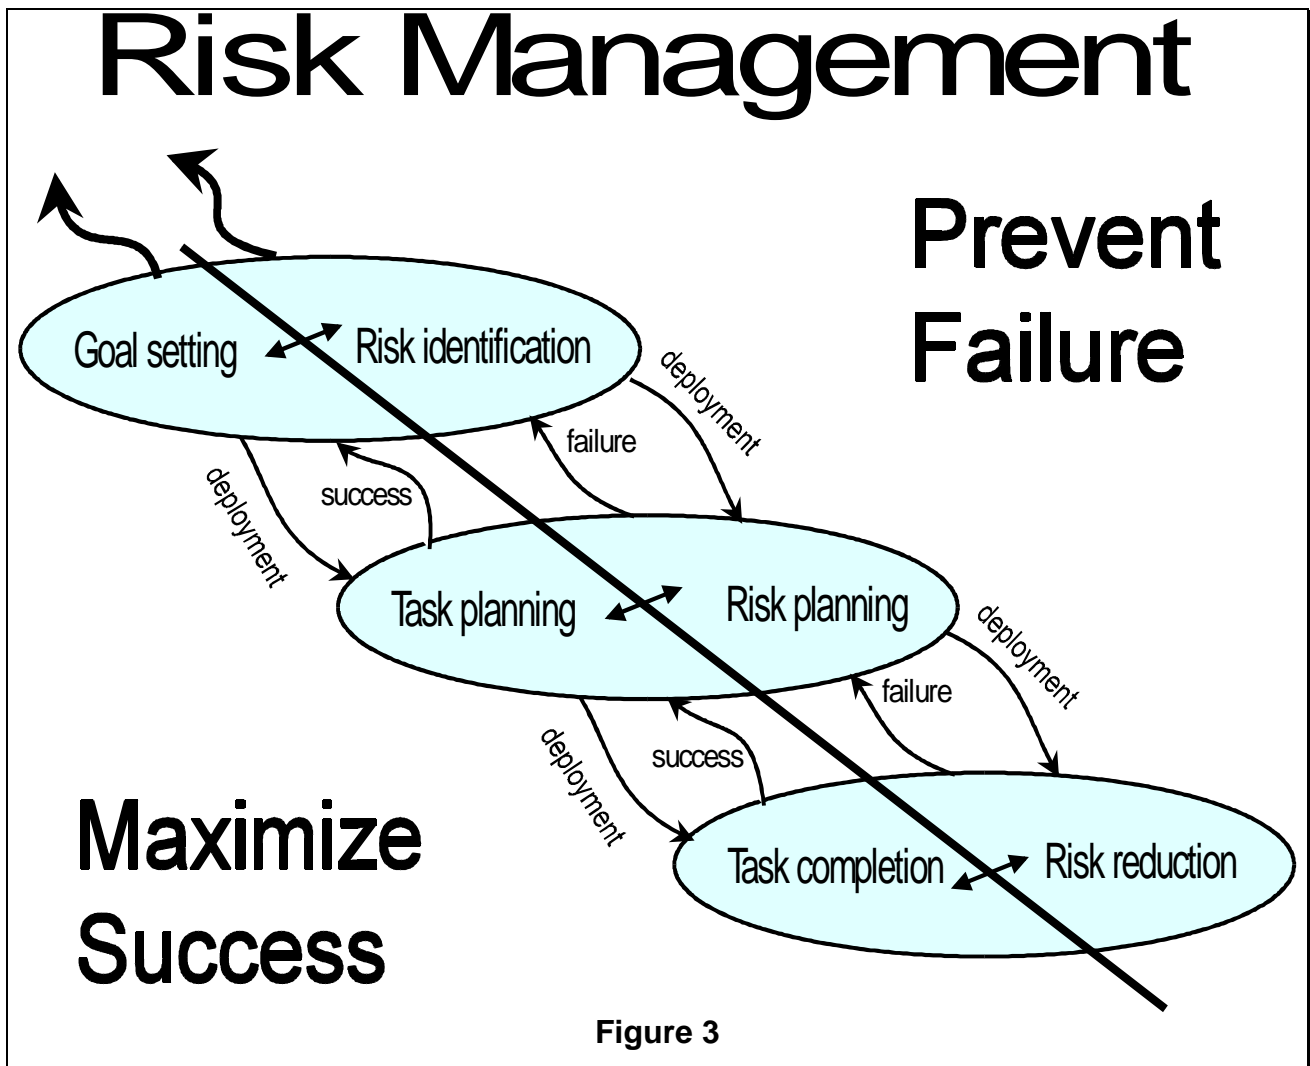 Risk Management
Prevent
Failure
Goal setting
Risk identification
deployment
failure
success
deployment
Task planning
Risk planning
deployment
failure
success
deployment
Task completion
Risk reduction
Maximize
Success
Figure 3